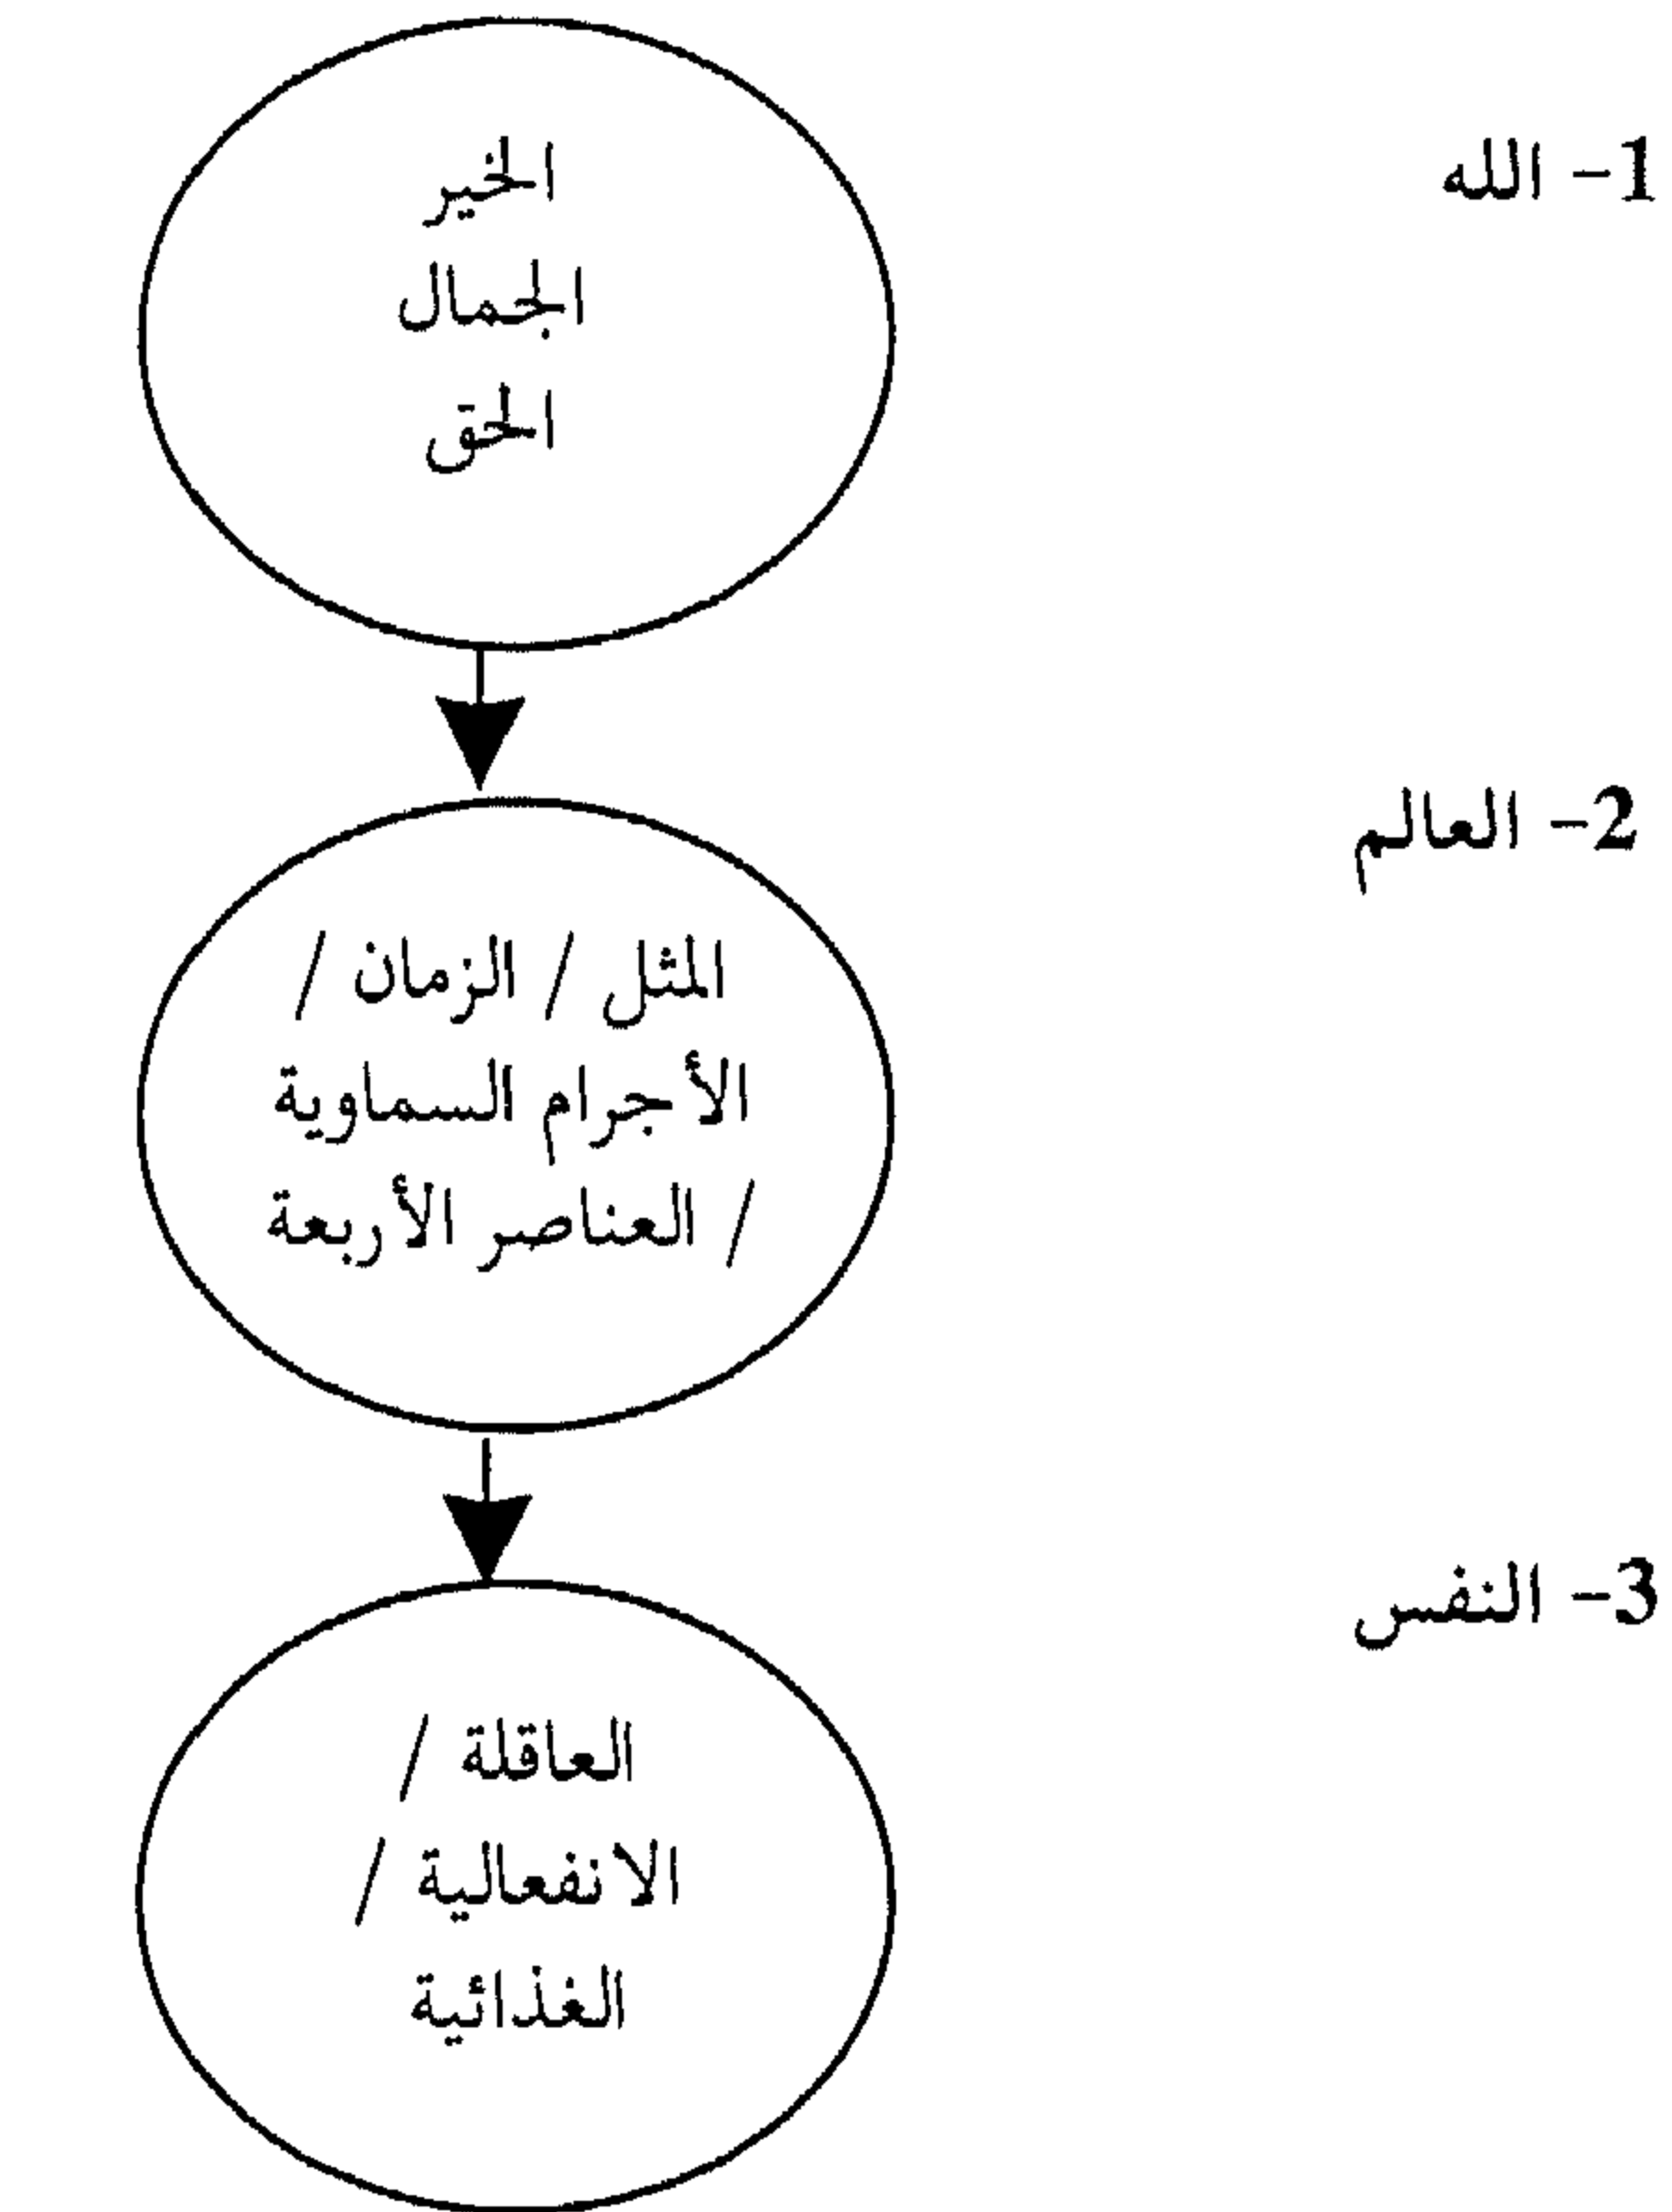 1- الله
الخير
الجمال
الحق
2- العالم
المثل / الزمان /
الأجرام السماوية
/ العناصر الأربعة
3- النفس
العاقلة /
الانفعالية /
الغذائية